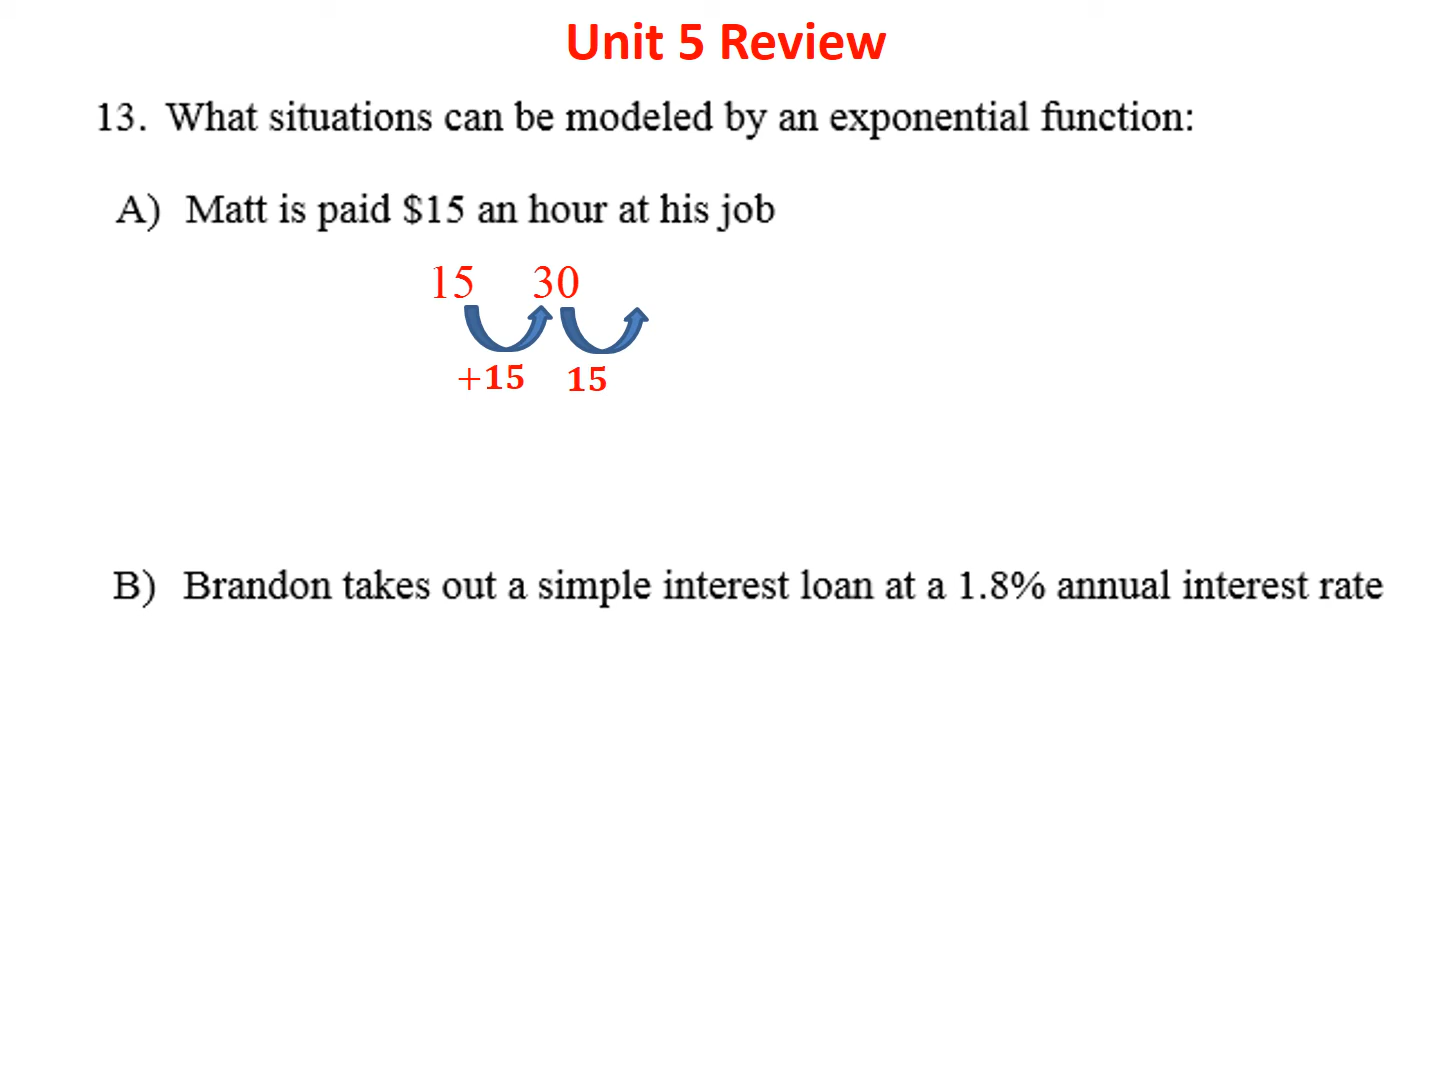 Unit 5 Review
13. What situations can be modeled by an exponential function:
A) Matt is paid $15 an hour at his job
15 30
+15 15
B) Brandon takes out a simple interest loan at a 1.8% annual interest rate